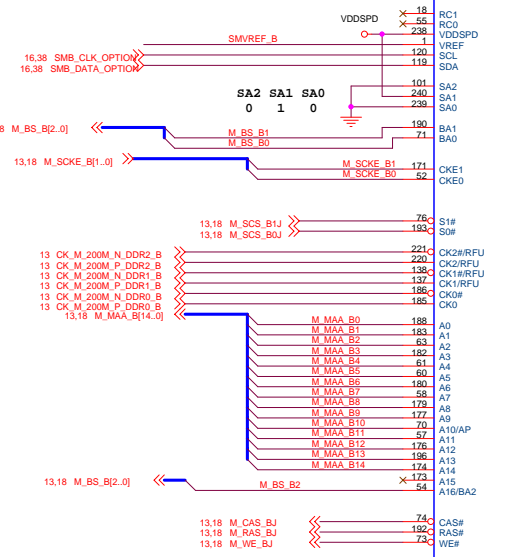 18 RC1
55 RC0
VDDSPD 238 VDDSPD
SMVREF_B 1 VREF
16,38 SMB_CLK_OPTION 120 SCL
16,38 SMB_DATA_OPTION 119 SDA
101 SA2
SA2 SA1 SA0 240 SA1
0 1 0 239 SA0
8 M_BS_B[2..0] M_BS_B1 190 BA1
M_BS_B0 71 BA0
13,18 M_SCKE_B[1..0] M_SCKE_B1 171 CKE1
M_SCKE_B0 52 CKE0
13,18 M_SCS_B1J 76 S1#
13,18 M_SCS_B0J 193 S0#
13 CK_M_200M_N_DDR2_B 221 CK2#/RFU
13 CK_M_200M_P_DDR2_B 220 CK2/RFU
13 CK_M_200M_N_DDR1_B 138 CK1#/RFU
13 CK_M_200M_P_DDR1_B 137 CK1/RFU
13 CK_M_200M_N_DDR0_B 186 CK0#
13 CK_M_200M_P_DDR0_B 185 CK0
13,18 M_MAA_B[14..0]
M_MAA_B0 188 A0
M_MAA_B1 183 A1
M_MAA_B2 63 A2
M_MAA_B3 182 A3
M_MAA_B4 61 A4
M_MAA_B5 60 A5
M_MAA_B6 180 A6
M_MAA_B7 58 A7
M_MAA_B8 179 A8
M_MAA_B9 177 A9
M_MAA_B10 70 A10/AP
M_MAA_B11 57 A11
M_MAA_B12 176 A12
M_MAA_B13 196 A13
M_MAA_B14 174 A14
173 A15
13,18 M_BS_B[2..0] M_BS_B2 54 A16/BA2
13,18 M_CAS_BJ 74 CAS#
13,18 M_RAS_BJ 192 RAS#
13,18 M_WE_BJ 73 WE#